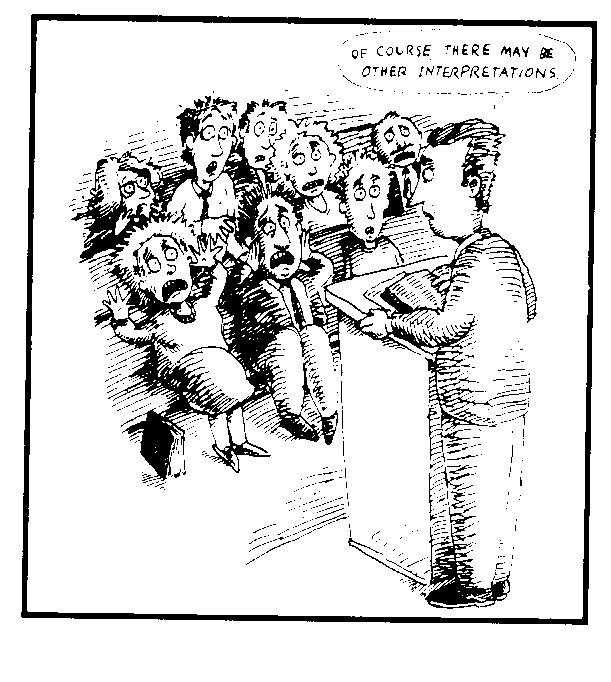 OF COURSE THERE MAY BE
OTHER INTERPRETATIONS.